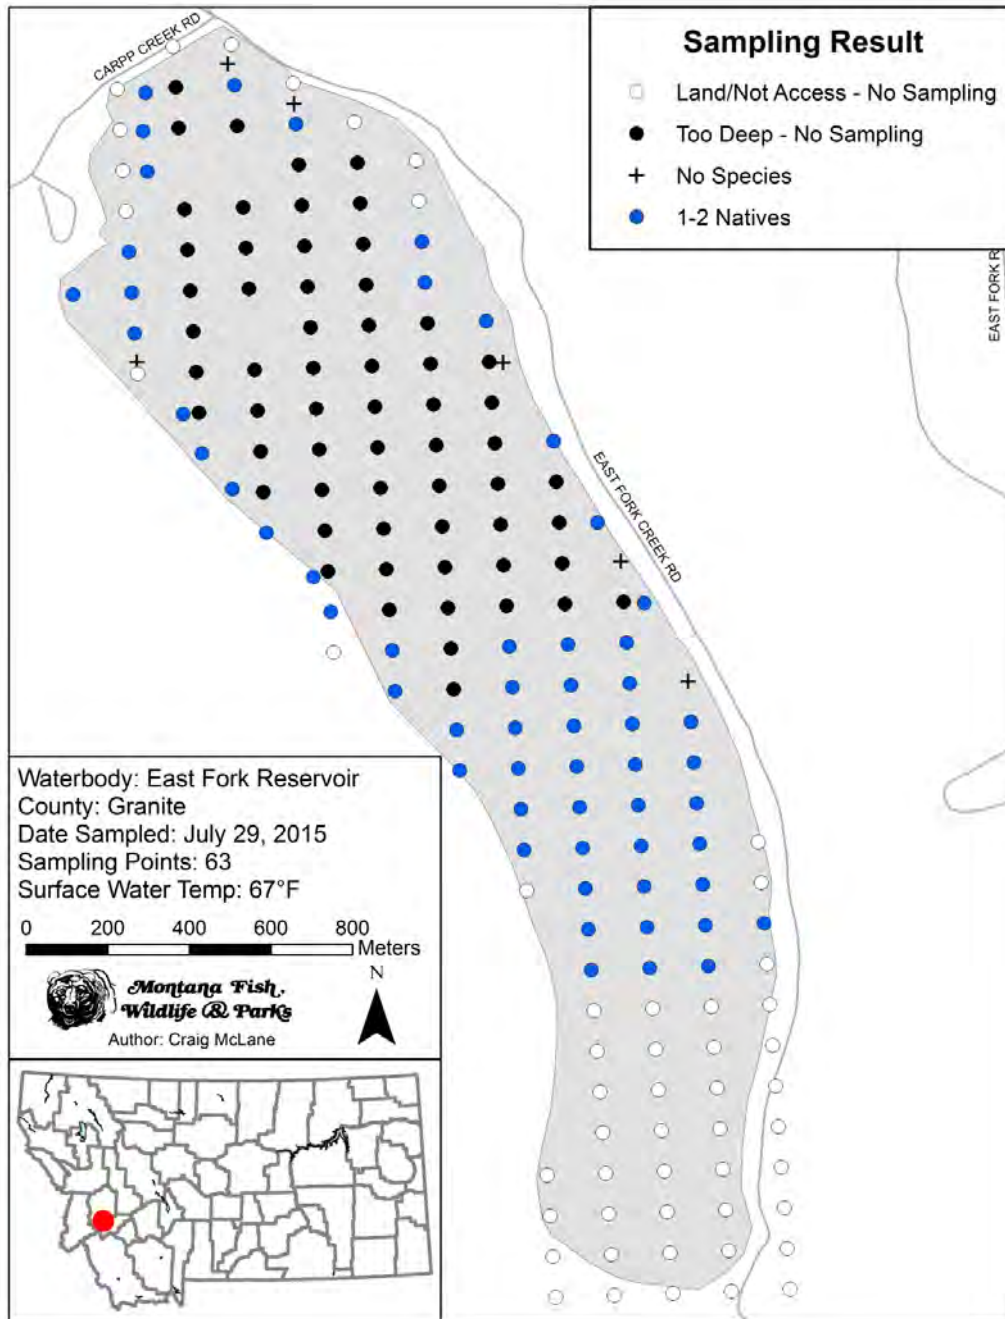 CARPP CREEK RD
Sampling Result
Land/Not Access - No Sampling
Too Deep - No Sampling
No Species
1-2 Natives
EAST FORK R
EAST FORK CREEK RD
Waterbody: East Fork Reservoir
County: Granite
Date Sampled: July 29, 2015
Sampling Points: 63
Surface Water Temp: 67°F
0 200 400 600 800
Meters
N
Montana Fish,
Wildlife & Parks
Author: Craig McLane